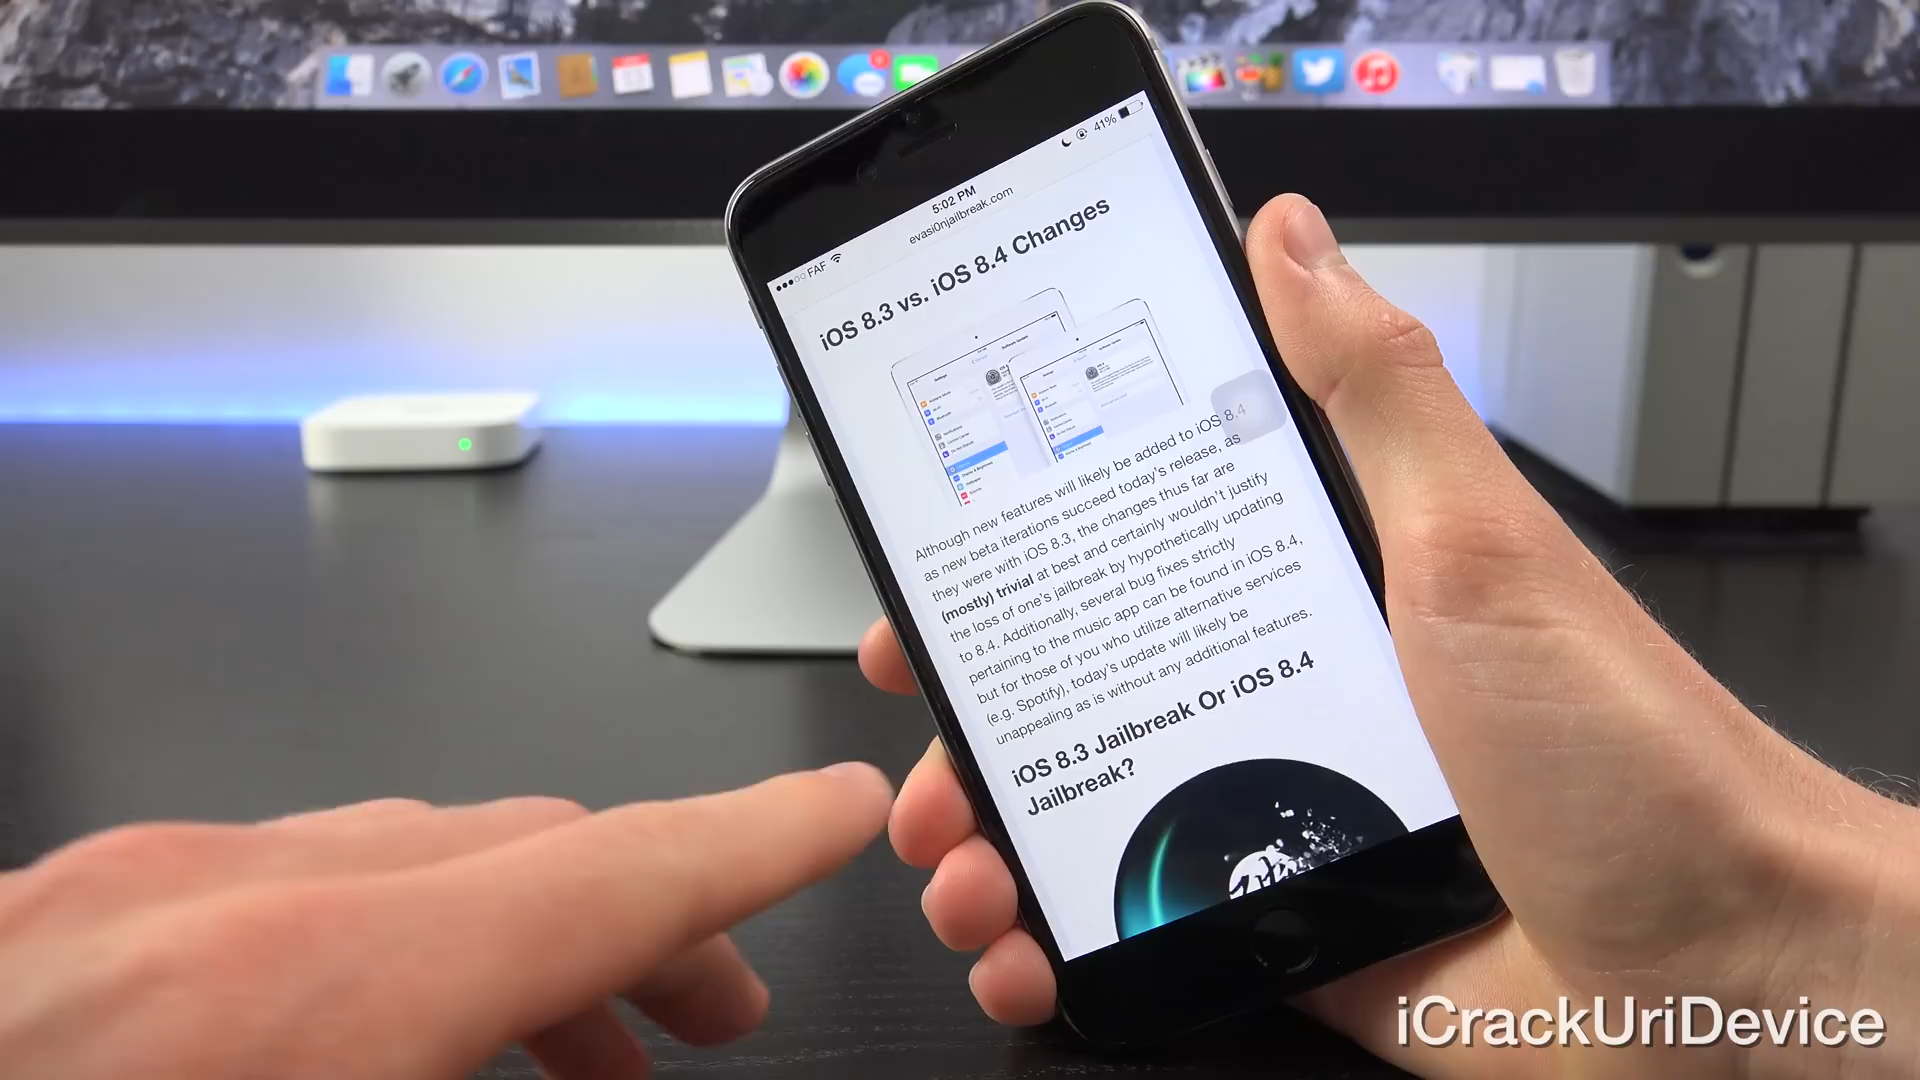 FAF
5:02 PM
41%
evasi0njailbreak.com
iOS 8.3 vs. iOS 8.4 Changes
Although new features will likely be added to iOS 8.4
as new beta iterations succeed today's release, as
they were with iOS 8.3, the changes thus far are
(mostly) trivial at best and certainly wouldn't justify
the loss of one's jailbreak by hypothetically updating
to 8.4. Additionally, several bug fixes strictly
pertaining to the music app can be found in iOS 8.4,
but for those of you who utilize alternative services
(e.g. Spotify), today's update will likely be
unappealing as is without any additional features.
iOS 8.3 Jailbreak Or iOS 8.4
Jailbreak?
iCrackUriDevice